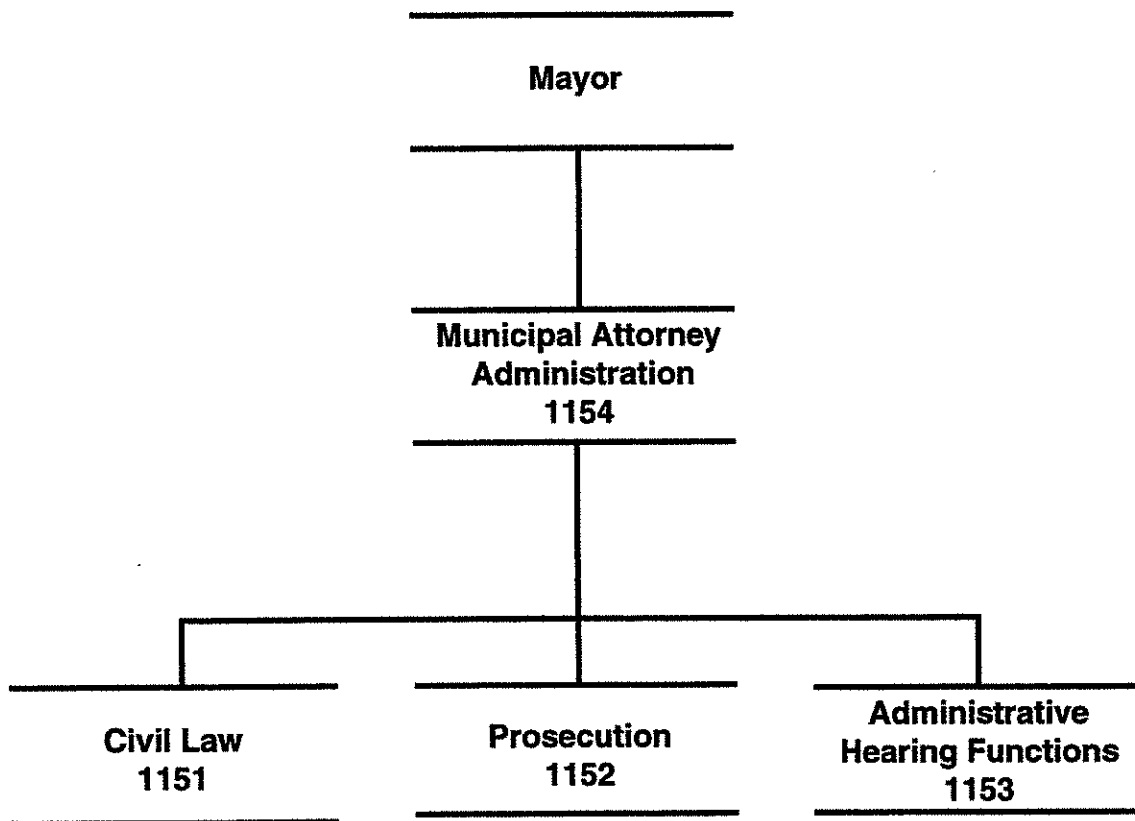 Mayor
Municipal Attorney
Administration
1154
Civil Law
1151
Prosecution
1152
Administrative
Hearing Functions
1153